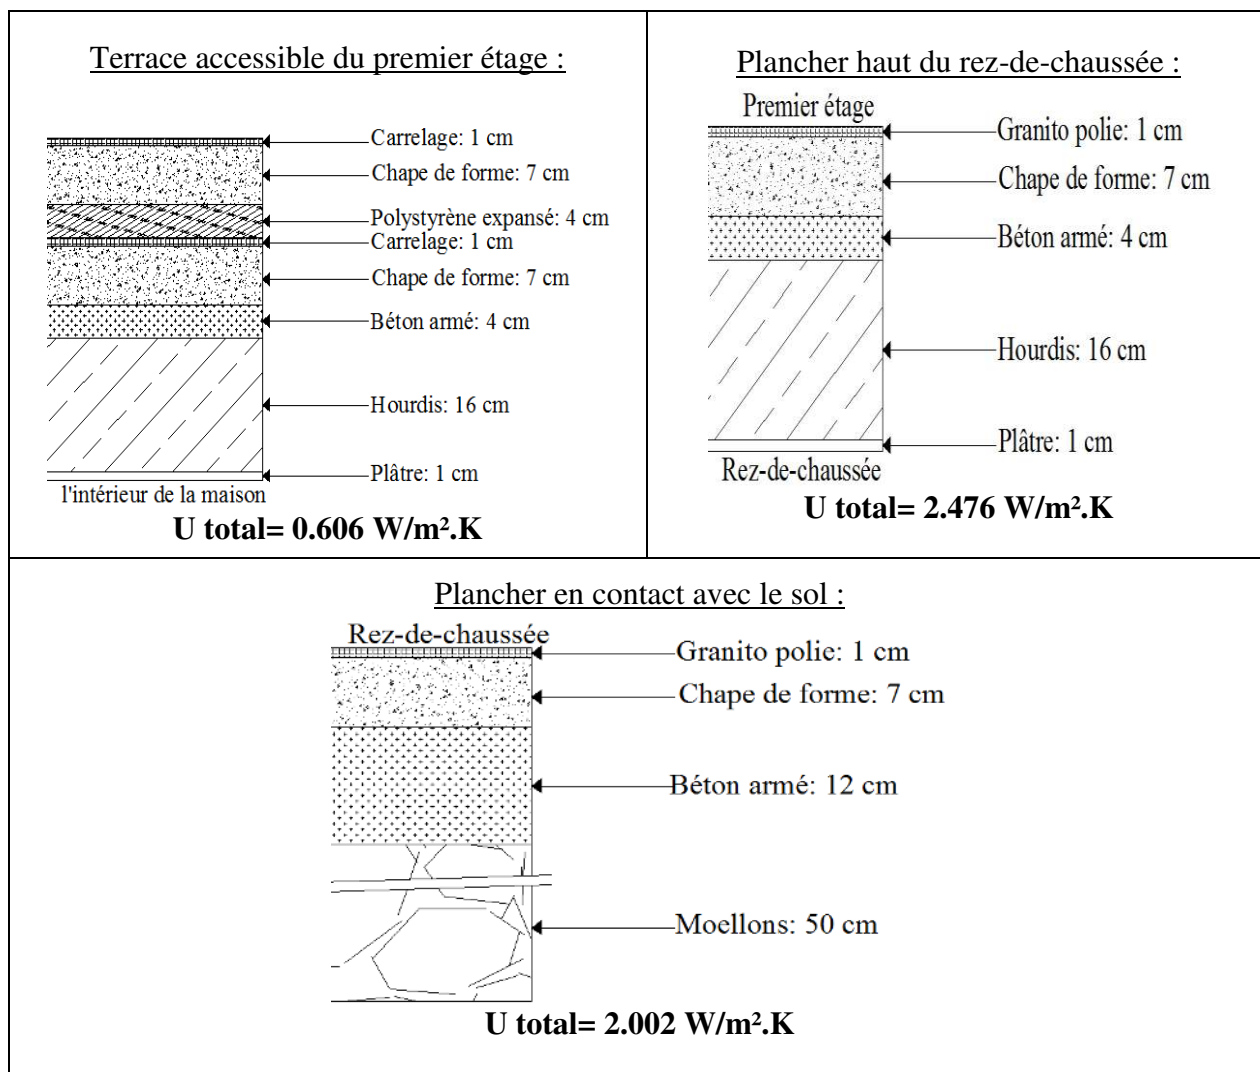 Terrace accessible du premier étage :
Carrelage: 1 cm
Chape de forme: 7 cm
Polystyrène expansé: 4 cm
Carrelage: 1 cm
Chape de forme: 7 cm
Béton armé: 4 cm
Hourdis: 16 cm
Plâtre: 1 cm
l'intérieur de la maison
U total= 0.606 W/m².K
Plancher haut du rez-de-chaussée :
Premier étage
Granito polie: 1 cm
Chape de forme: 7 cm
Béton armé: 4 cm
Hourdis: 16 cm
Plâtre: 1 cm
Rez-de-chaussée
U total= 2.476 W/m².K
Plancher en contact avec le sol :
Rez-de-chaussée
Granito polie: 1 cm
Chape de forme: 7 cm
Béton armé: 12 cm
Moellons: 50 cm
U total= 2.002 W/m².K